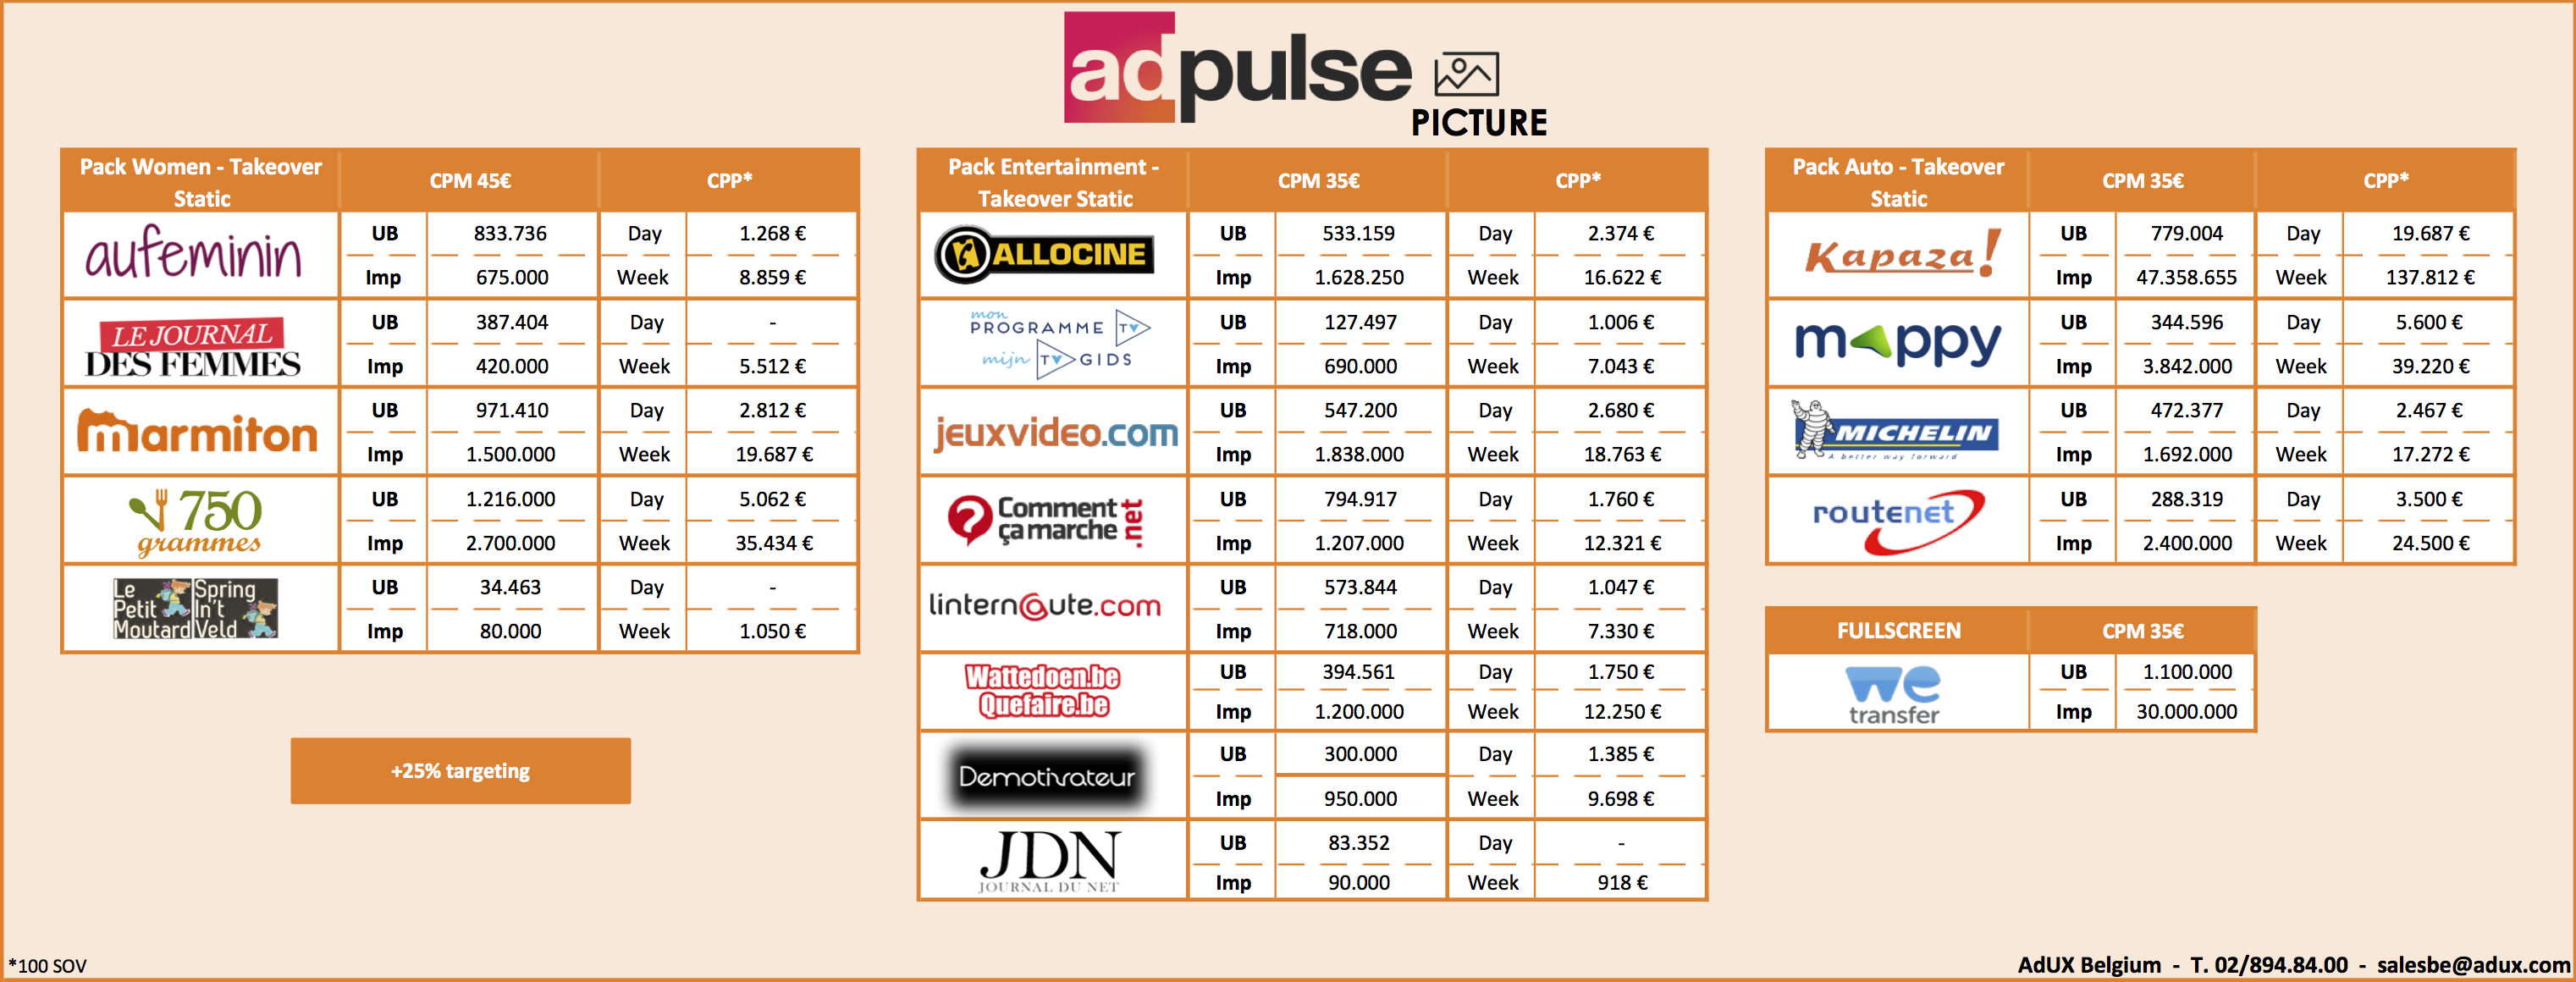 adpulse
PICTURE
Pack Women - Takeover Static CPM 45€ CPP*
aufeminin UB 833.736 Day 1.268 €
Imp 675.000 Week 8.859 €
LE JOURNAL DES FEMMES UB 387.404 Day -
Imp 420.000 Week 5.512 €
marmiton UB 971.410 Day 2.812 €
Imp 1.500.000 Week 19.687 €
750 grammes UB 1.216.000 Day 5.062 €
Imp 2.700.000 Week 35.434 €
Le Petit Moutard Spring In't Veld UB 34.463 Day -
Imp 80.000 Week 1.050 €
+25% targeting
Pack Entertainment - Takeover Static CPM 35€ CPP*
ALLOCINE UB 533.159 Day 2.374 €
Imp 1.628.250 Week 16.622 €
mon PROGRAMME TV mijn TV GIDS UB 127.497 Day 1.006 €
Imp 690.000 Week 7.043 €
jeuxvideo.com UB 547.200 Day 2.680 €
Imp 1.838.000 Week 18.763 €
? Comment ça marche .net UB 794.917 Day 1.760 €
Imp 1.207.000 Week 12.321 €
lintern@ute.com UB 573.844 Day 1.047 €
Imp 718.000 Week 7.330 €
Wattedoen.be Quefaire.be UB 394.561 Day 1.750 €
Imp 1.200.000 Week 12.250 €
Demotivateur UB 300.000 Day 1.385 €
Imp 950.000 Week 9.698 €
JDN JOURNAL DU NET UB 83.352 Day -
Imp 90.000 Week 918 €
Pack Auto - Takeover Static CPM 35€ CPP*
Kapaza! UB 779.004 Day 19.687 €
Imp 47.358.655 Week 137.812 €
mappy UB 344.596 Day 5.600 €
Imp 3.842.000 Week 39.220 €
MICHELIN A better way forward UB 472.377 Day 2.467 €
Imp 1.692.000 Week 17.272 €
routenet UB 288.319 Day 3.500 €
Imp 2.400.000 Week 24.500 €
FULLSCREEN CPM 35€
we transfer UB 1.100.000
Imp 30.000.000
*100 SOV
AdUX Belgium - T. 02/894.84.00 - salesbe@adux.com